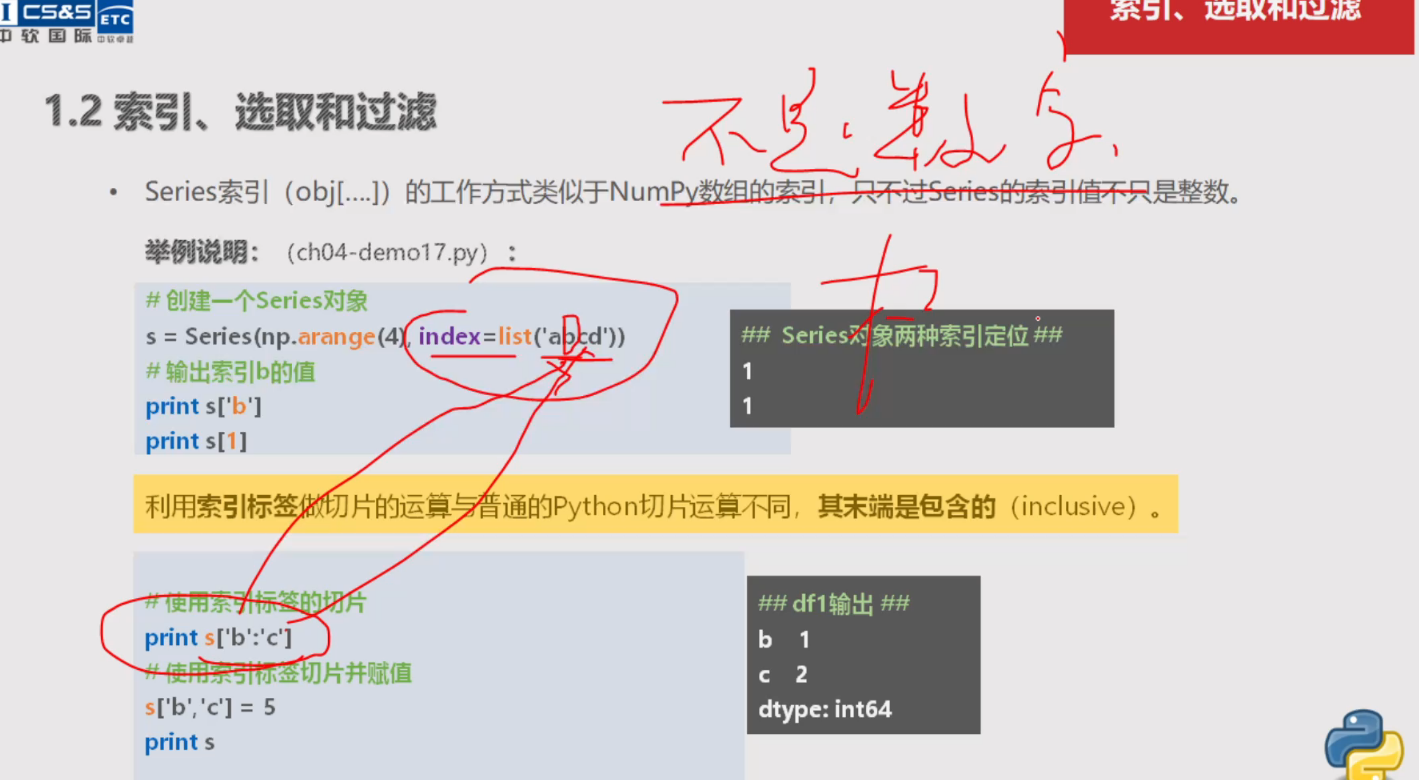 CS&S ETC
中软国际 中软卓越
索引、选取和过滤
1.2 索引、选取和过滤
不是数字
• Series索引（obj[....]）的工作方式类似于NumPy数组的索引，只不过Series的索引值不只是整数。
举例说明：（ch04-demo17.py）：
# 创建一个Series对象
s = Series(np.arange(4), index=list('abcd'))
# 输出索引b的值
print s['b']
print s[1]
## Series对象两种索引定位 ##
1
1
利用索引标签做切片的运算与普通的Python切片运算不同，其末端是包含的（inclusive）。
# 使用索引标签的切片
print s['b':'c']
# 使用索引标签切片并赋值
s['b','c'] = 5
print s
## df1输出 ##
b 1
c 2
dtype: int64